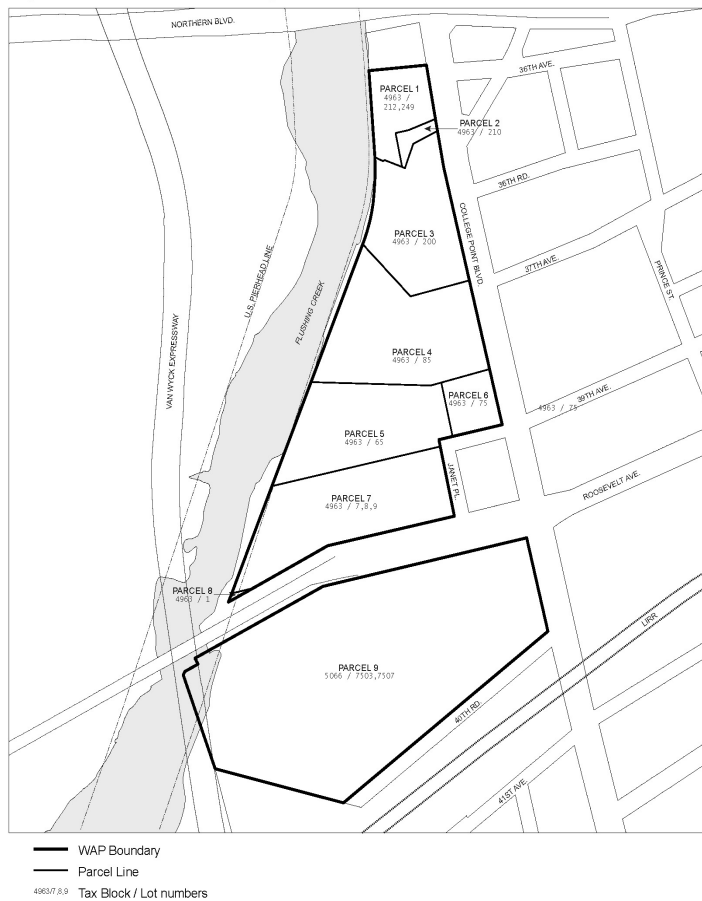 NORTHERN BLVD.
36TH AVE.
PARCEL 1
4963 /
212,249
PARCEL 2
4963 / 210
36TH RD.
COLLEGE POINT BLVD.
PARCEL 3
4963 / 200
U.S. PIERHEAD LINE
37TH AVE.
PRINCE ST.
FLUSHING CREEK
VAN WYCK EXPRESSWAY
PARCEL 4
4963 / 85
PARCEL 6
4963 / 75
4963 / 75
39TH AVE.
PARCEL 5
4963 / 65
JANET PL.
ROOSEVELT AVE.
PARCEL 7
4963 / 7,8,9
PARCEL 8
4963 / 1
LIRR
PARCEL 9
5066 / 7503,7507
40TH RD.
41ST AVE.
WAP Boundary
Parcel Line
4963/7,8,9 Tax Block / Lot numbers